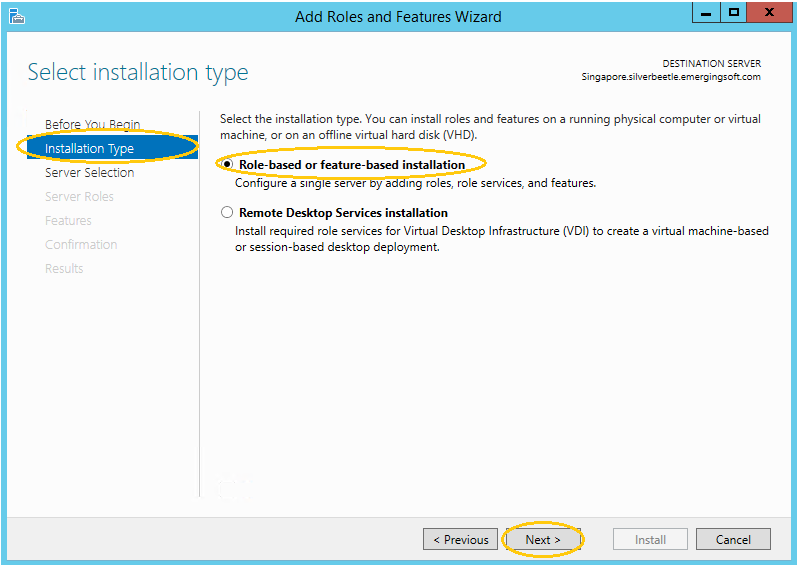 Add Roles and Features Wizard
Select installation type
DESTINATION SERVER
Singapore.silverbeetle.emergingsoft.com
Before You Begin
Installation Type
Server Selection
Server Roles
Features
Confirmation
Results
Select the installation type. You can install roles and features on a running physical computer or virtual
machine, or on an offline virtual hard disk (VHD).
Role-based or feature-based installation
Configure a single server by adding roles, role services, and features.
Remote Desktop Services installation
Install required role services for Virtual Desktop Infrastructure (VDI) to create a virtual machine-based
or session-based desktop deployment.
< Previous
Next >
Install
Cancel